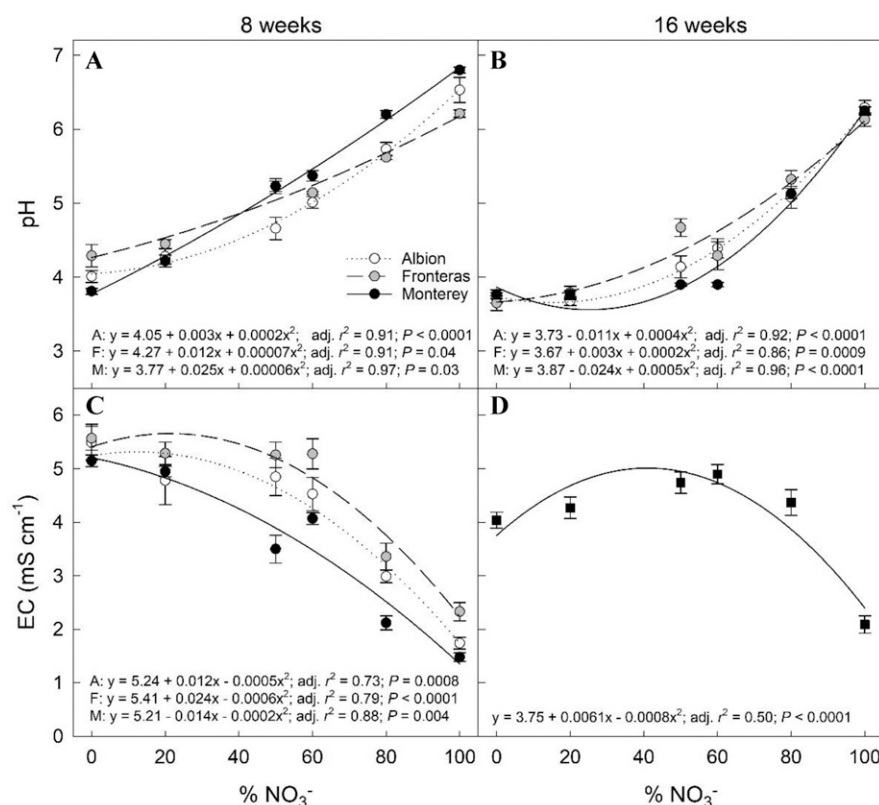 8 weeks
16 weeks
A
B
7
6
5
4
3
pH
Albion
Fronteras
Monterey
A: y = 4.05 + 0.003x + 0.0002x²; adj. r² = 0.91; P < 0.0001
F: y = 4.27 + 0.012x + 0.00007x²; adj. r² = 0.91; P = 0.04
M: y = 3.77 + 0.025x + 0.00006x²; adj. r² = 0.97; P = 0.03
A: y = 3.73 - 0.011x + 0.0004x²; adj. r² = 0.92; P < 0.0001
F: y = 3.67 + 0.003x + 0.0002x²; adj. r² = 0.86; P = 0.0009
M: y = 3.87 - 0.024x + 0.0005x²; adj. r² = 0.96; P < 0.0001
C
D
6
5
4
3
2
1
0
EC (mS cm⁻¹)
A: y = 5.24 + 0.012x - 0.0005x²; adj. r² = 0.73; P = 0.0008
F: y = 5.41 + 0.024x - 0.0006x²; adj. r² = 0.79; P < 0.0001
M: y = 5.21 - 0.014x - 0.0002x²; adj. r² = 0.88; P = 0.004
y = 3.75 + 0.0061x - 0.0008x²; adj. r² = 0.50; P < 0.0001
0 20 40 60 80 100
0 20 40 60 80 100
% NO₃⁻
% NO₃⁻